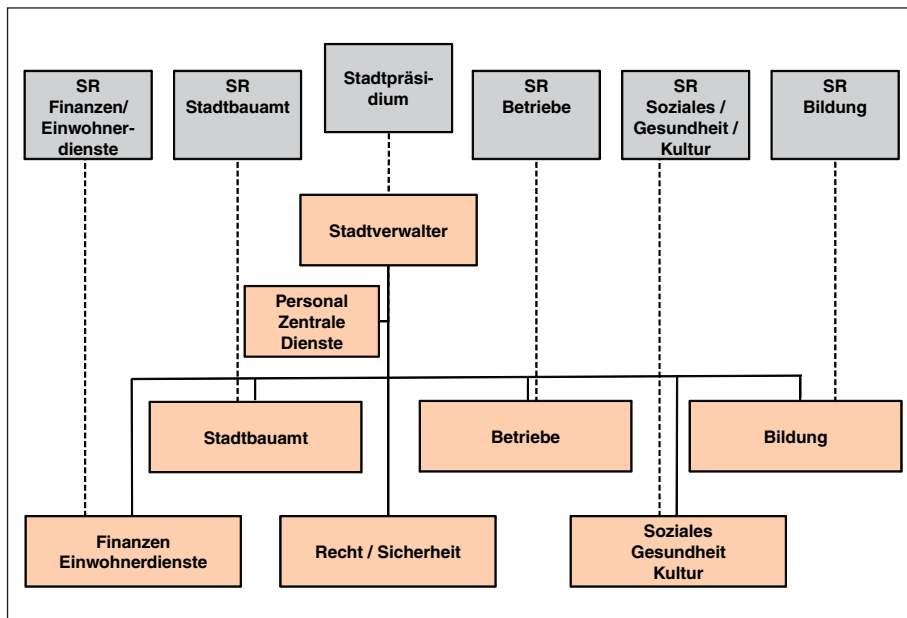 SR
Finanzen/
Einwohner-
dienste
SR
Stadtbauamt
Stadtpräsi-
dium
SR
Betriebe
SR
Soziales /
Gesundheit /
Kultur
SR
Bildung
Stadtverwalter
Personal
Zentrale
Dienste
Stadtbauamt
Betriebe
Bildung
Finanzen
Einwohnerdienste
Recht / Sicherheit
Soziales
Gesundheit
Kultur